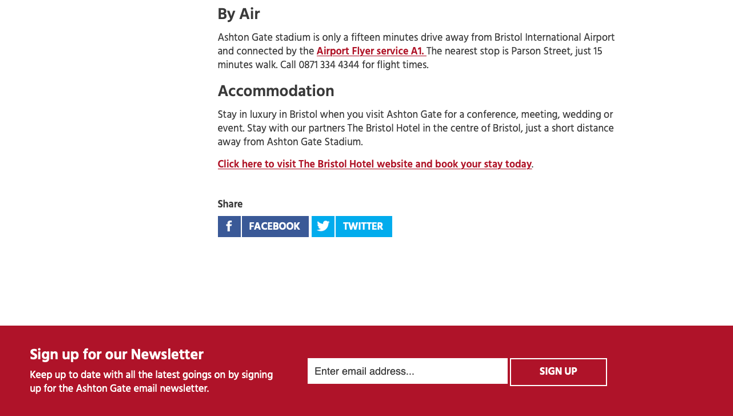 By Air
Ashton Gate stadium is only a fifteen minutes drive away from Bristol International Airport
and connected by the Airport Flyer service A1. The nearest stop is Parson Street, just 15
minutes walk. Call 0871 334 4344 for flight times.
Accommodation
Stay in luxury in Bristol when you visit Ashton Gate for a conference, meeting, wedding or
event. Stay with our partners The Bristol Hotel in the centre of Bristol, just a short distance
away from Ashton Gate Stadium.
Click here to visit The Bristol Hotel website and book your stay today.
Share
FACEBOOK TWITTER
Sign up for our Newsletter
Keep up to date with all the latest goings on by signing
up for the Ashton Gate email newsletter.
Enter email address...
SIGN UP